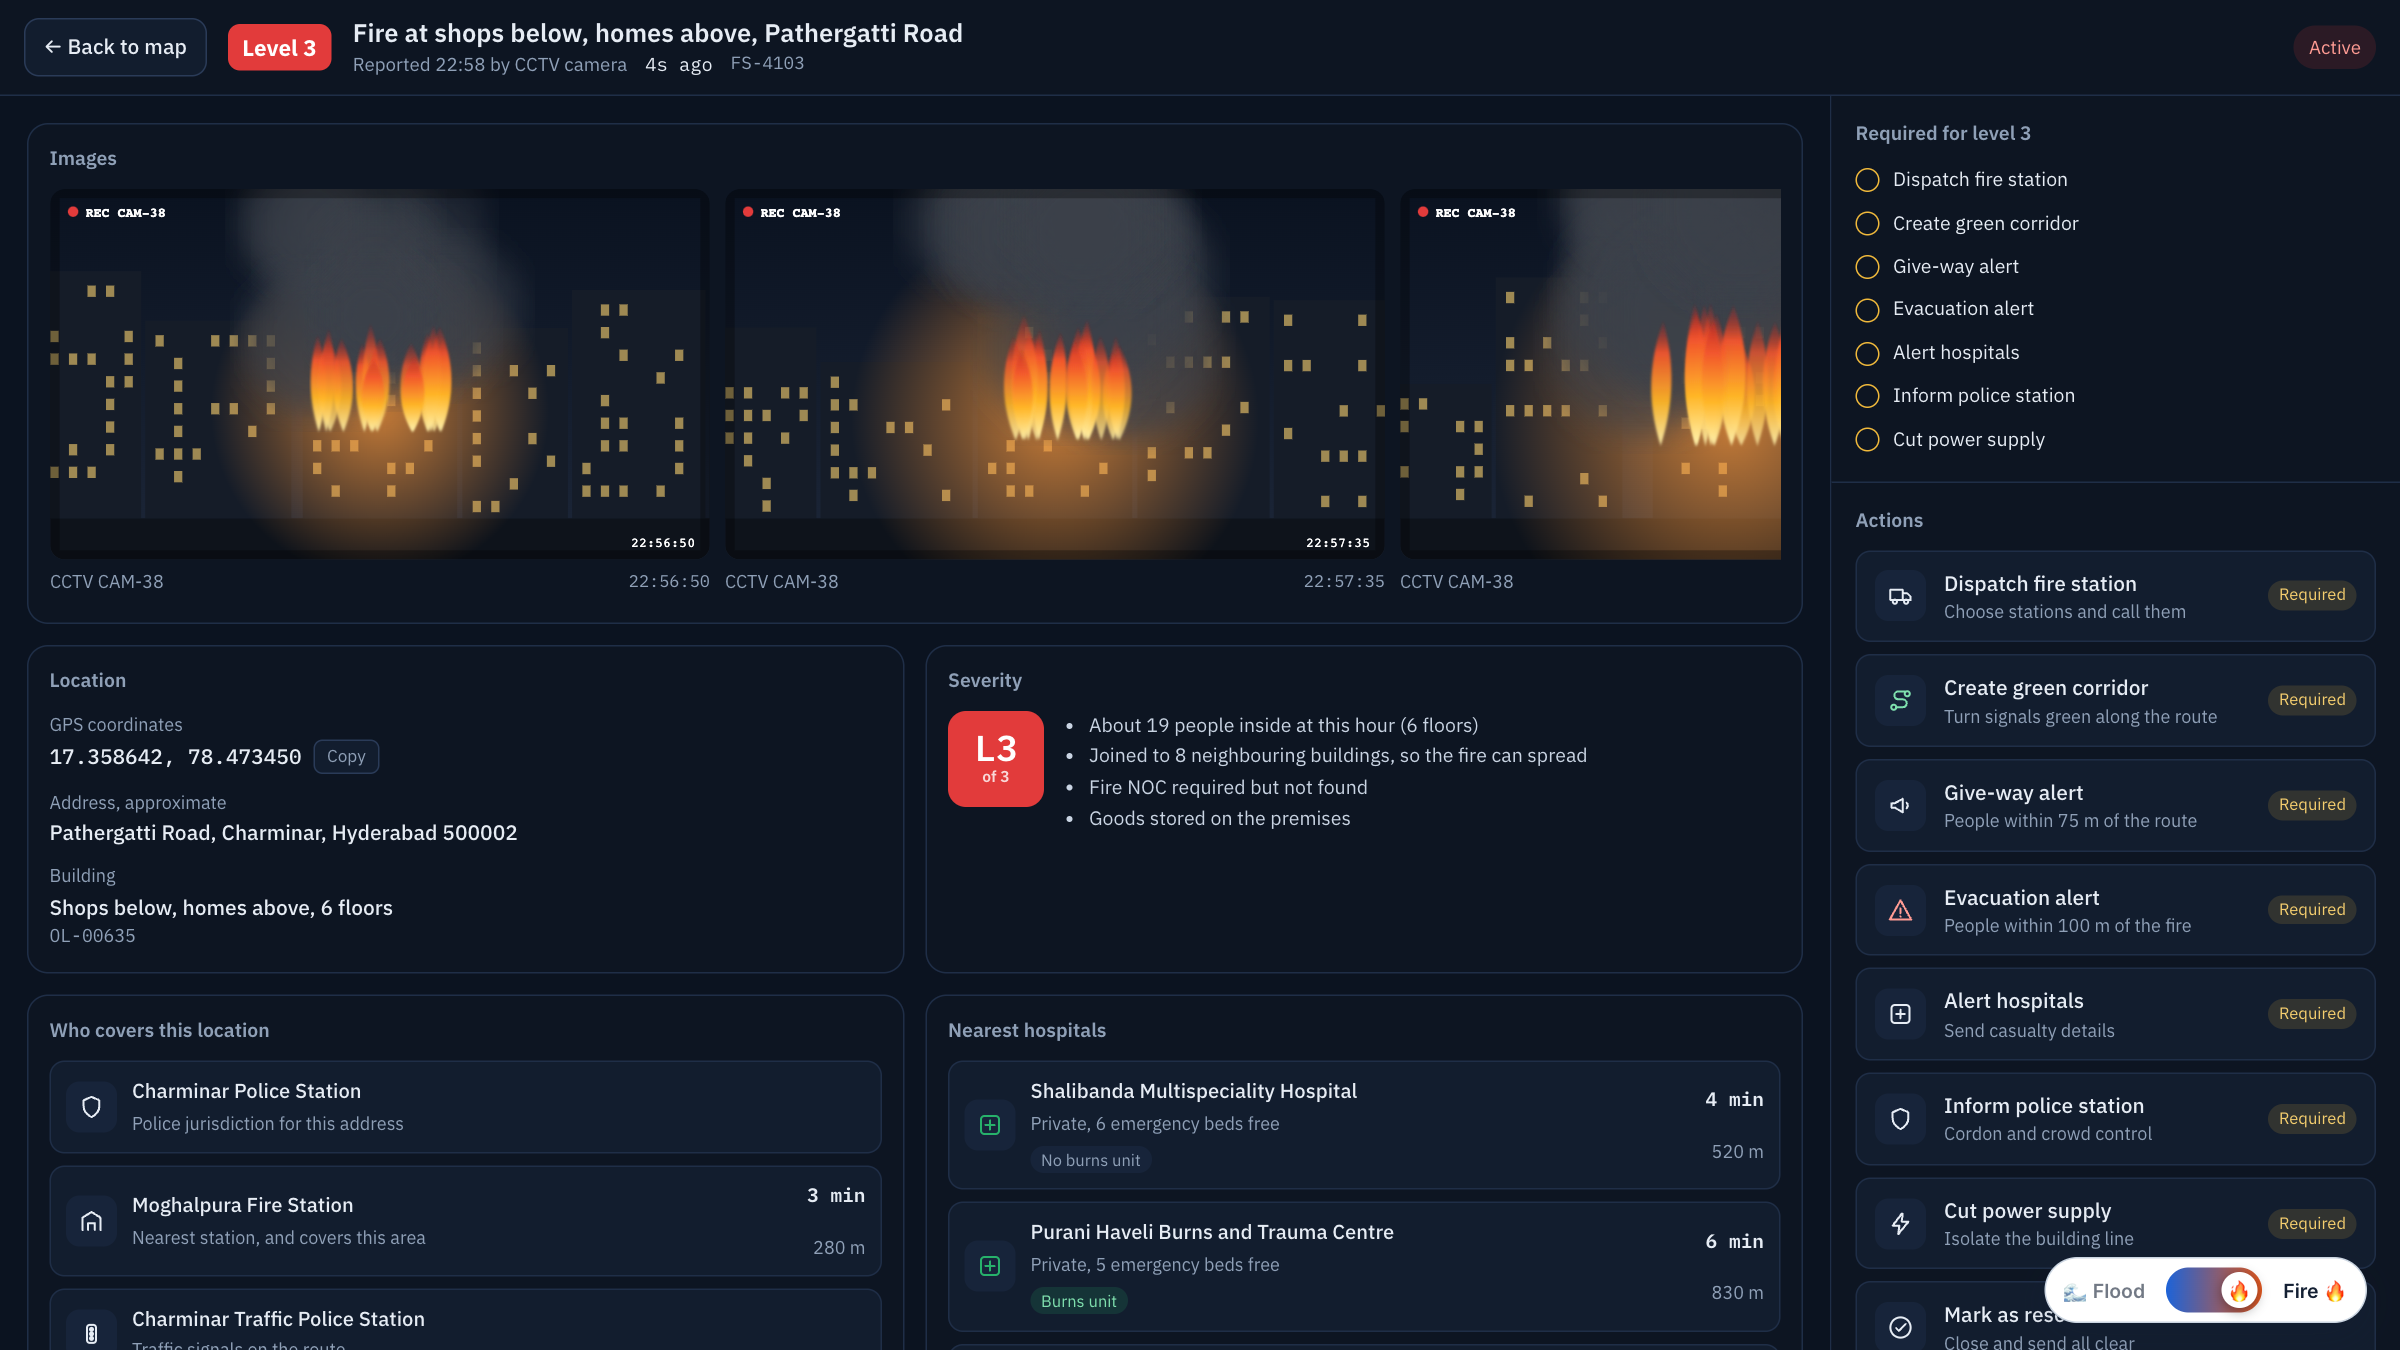 ← Back to map
Level 3
Fire at shops below, homes above, Pathergatti Road
Reported 22:58 by CCTV camera 4s ago FS-4103
Active
Images
REC CAM-38
22:56:50
CCTV CAM-38 22:56:50
REC CAM-38
22:57:35
CCTV CAM-38 22:57:35
REC CAM-38
CCTV CAM-38
Location
GPS coordinates
17.358642, 78.473450 Copy
Address, approximate
Pathergatti Road, Charminar, Hyderabad 500002
Building
Shops below, homes above, 6 floors
OL-00635
Severity
L3
of 3
• About 19 people inside at this hour (6 floors)
• Joined to 8 neighbouring buildings, so the fire can spread
• Fire NOC required but not found
• Goods stored on the premises
Who covers this location
Charminar Police Station
Police jurisdiction for this address
Moghalpura Fire Station
Nearest station, and covers this area
3 min
280 m
Charminar Traffic Police Station
Traffic signals on the route
Nearest hospitals
Shalibanda Multispeciality Hospital
Private, 6 emergency beds free
No burns unit
4 min
520 m
Purani Haveli Burns and Trauma Centre
Private, 5 emergency beds free
Burns unit
6 min
830 m
Required for level 3
Dispatch fire station
Create green corridor
Give-way alert
Evacuation alert
Alert hospitals
Inform police station
Cut power supply
Actions
Dispatch fire station
Choose stations and call them
Required
Create green corridor
Turn signals green along the route
Required
Give-way alert
People within 75 m of the route
Required
Evacuation alert
People within 100 m of the fire
Required
Alert hospitals
Send casualty details
Required
Inform police station
Cordon and crowd control
Required
Cut power supply
Isolate the building line
Required
Mark as
Close and send all clear
Flood
Fire